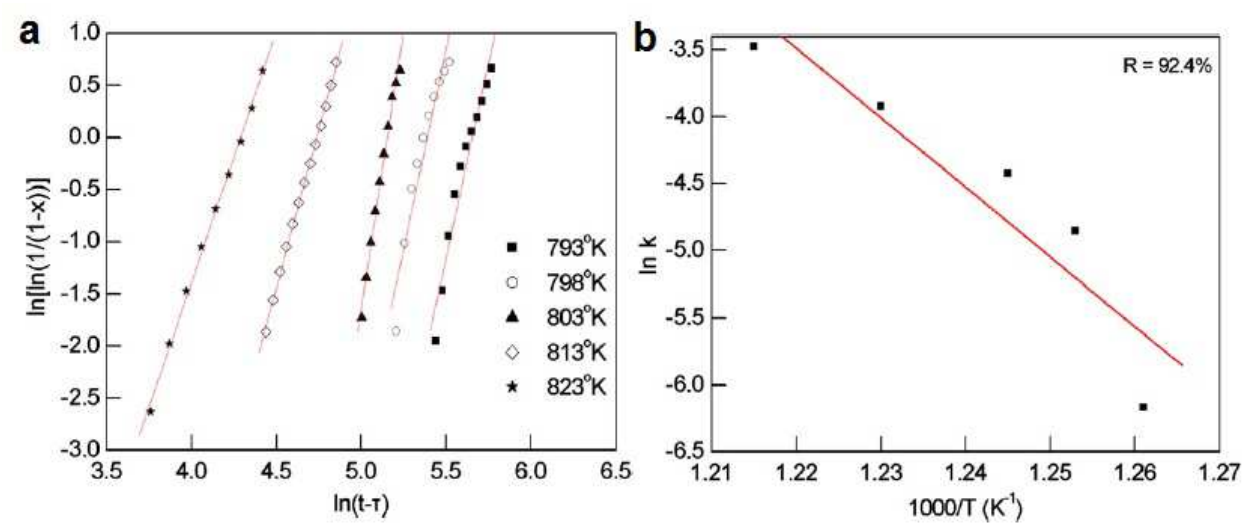 a
1.0
0.5
0.0
-0.5
-1.0
-1.5
-2.0
-2.5
-3.0
ln[ln(1/(1-x))]
793°K
798°K
803°K
813°K
823°K
3.5 4.0 4.5 5.0 5.5 6.0 6.5
ln(t-τ)
b
R = 92.4%
-3.5
-4.0
-4.5
-5.0
-5.5
-6.0
-6.5
ln k
1.21 1.22 1.23 1.24 1.25 1.26 1.27
1000/T (K⁻¹)